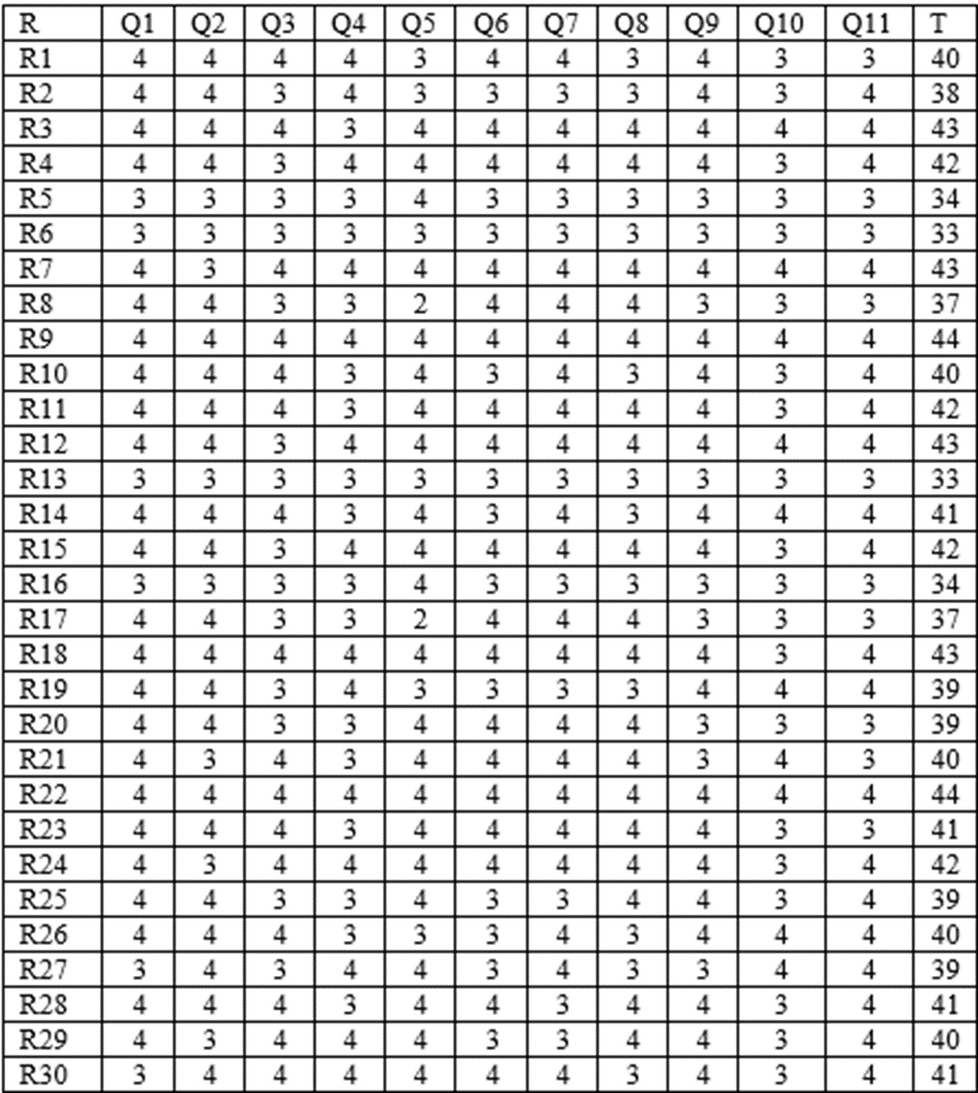 R Q1 Q2 Q3 Q4 Q5 Q6 Q7 Q8 Q9 Q10 Q11 T
R1 4 4 4 4 3 4 4 3 4 3 3 40
R2 4 4 3 4 3 3 3 3 4 3 4 38
R3 4 4 4 3 4 4 4 4 4 4 4 43
R4 4 4 3 4 4 4 4 4 4 3 4 42
R5 3 3 3 3 4 3 3 3 3 3 3 34
R6 3 3 3 3 3 3 3 3 3 3 3 33
R7 4 3 4 4 4 4 4 4 4 4 4 43
R8 4 4 3 3 2 4 4 4 3 3 3 37
R9 4 4 4 4 4 4 4 4 4 4 4 44
R10 4 4 4 3 4 3 4 3 4 3 4 40
R11 4 4 4 3 4 4 4 4 4 3 4 42
R12 4 4 3 4 4 4 4 4 4 4 4 43
R13 3 3 3 3 3 3 3 3 3 3 3 33
R14 4 4 4 3 4 3 4 3 4 4 4 41
R15 4 4 3 4 4 4 4 4 4 3 4 42
R16 3 3 3 3 4 3 3 3 3 3 3 34
R17 4 4 3 3 2 4 4 4 3 3 3 37
R18 4 4 4 4 4 4 4 4 4 3 4 43
R19 4 4 3 4 3 3 3 3 4 4 4 39
R20 4 4 3 3 4 4 4 4 3 3 3 39
R21 4 3 4 3 4 4 4 4 3 4 3 40
R22 4 4 4 4 4 4 4 4 4 4 4 44
R23 4 4 4 3 4 4 4 4 4 3 3 41
R24 4 3 4 4 4 4 4 4 4 3 4 42
R25 4 4 3 3 4 3 3 4 4 3 4 39
R26 4 4 4 3 3 3 4 3 4 4 4 40
R27 3 4 3 4 4 3 4 3 3 4 4 39
R28 4 4 4 3 4 4 3 4 4 3 4 41
R29 4 3 4 4 4 3 3 4 4 3 4 40
R30 3 4 4 4 4 4 4 3 4 3 4 41